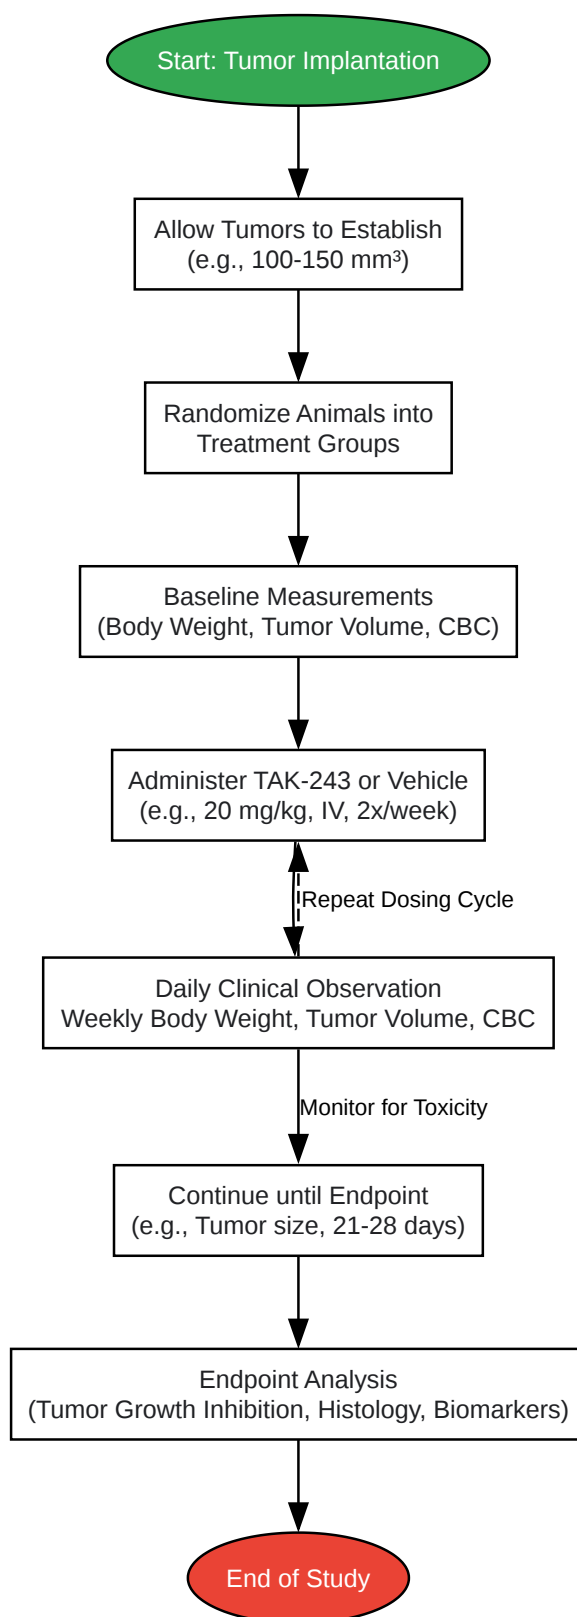 Start: Tumor Implantation
Allow Tumors to Establish
(e.g., 100-150 mm³)
Randomize Animals into
Treatment Groups
Baseline Measurements
(Body Weight, Tumor Volume, CBC)
Administer TAK-243 or Vehicle
(e.g., 20 mg/kg, IV, 2x/week)
Repeat Dosing Cycle
Daily Clinical Observation
Weekly Body Weight, Tumor Volume, CBC
Monitor for Toxicity
Continue until Endpoint
(e.g., Tumor size, 21-28 days)
Endpoint Analysis
(Tumor Growth Inhibition, Histology, Biomarkers)
End of Study